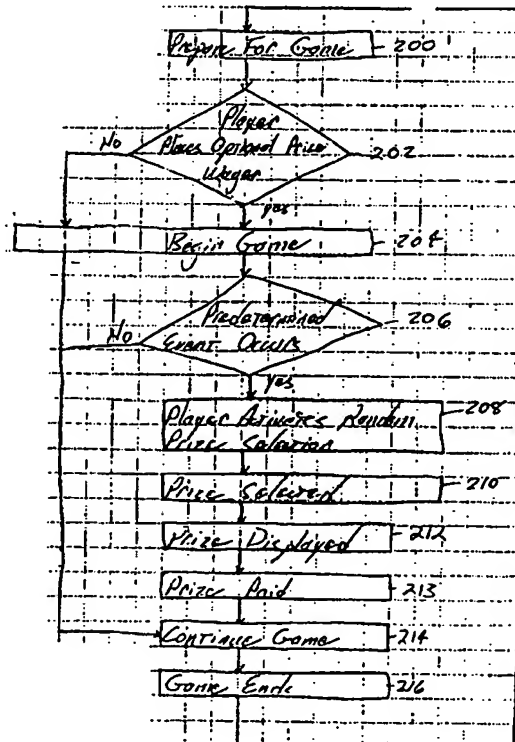 Prepare For Game 200
Player
No Places Optional Prize 202
Wager
yes
Begin Game 204
Predetermined 206
No Event Occurs
yes
Player Activates Random 208
Prize Selection
Prize Selected 210
Prize Displayed 212
Prize Paid 213
Continue Game 214
Game Ends 216